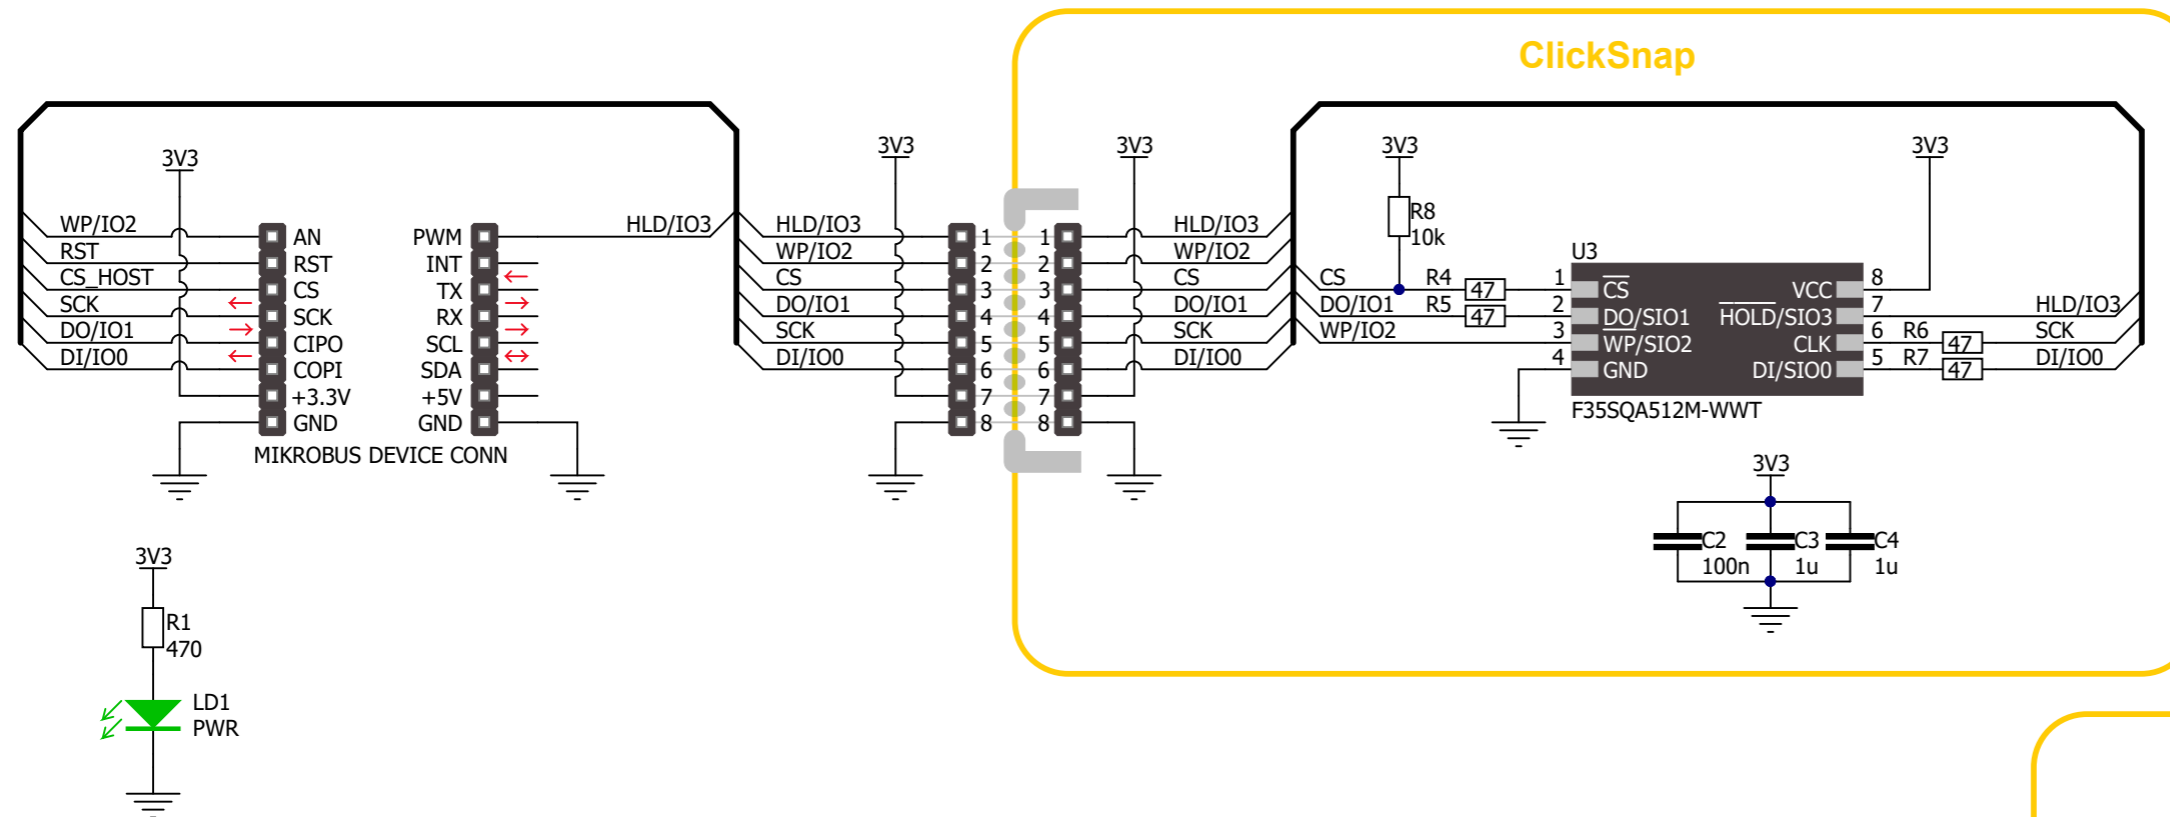 ClickSnap
3V3
WP/IO2
RST
CS_HOST
SCK
DO/IO1
DI/IO0
AN
RST
CS
SCK
CIPO
COPI
+3.3V
GND
PWM
INT
TX
RX
SCL
SDA
+5V
GND
MIKROBUS DEVICE CONN
HLD/IO3
3V3
HLD/IO3
WP/IO2
CS
DO/IO1
SCK
DI/IO0
1 1
2 2
3 3
4 4
5 5
6 6
7 7
8 8
3V3
HLD/IO3
WP/IO2
CS
DO/IO1
SCK
DI/IO0
3V3
R8
10k
CS R4 47
DO/IO1 R5 47
WP/IO2
U3
1 CS VCC 8
2 DO/SIO1 HOLD/SIO3 7
3 WP/SIO2 CLK 6
4 GND DI/SIO0 5
F35SQA512M-WWT
3V3
HLD/IO3
R6 47 SCK
R7 47 DI/IO0
3V3
C2
100n
C3
1u
C4
1u
3V3
R1
470
LD1
PWR